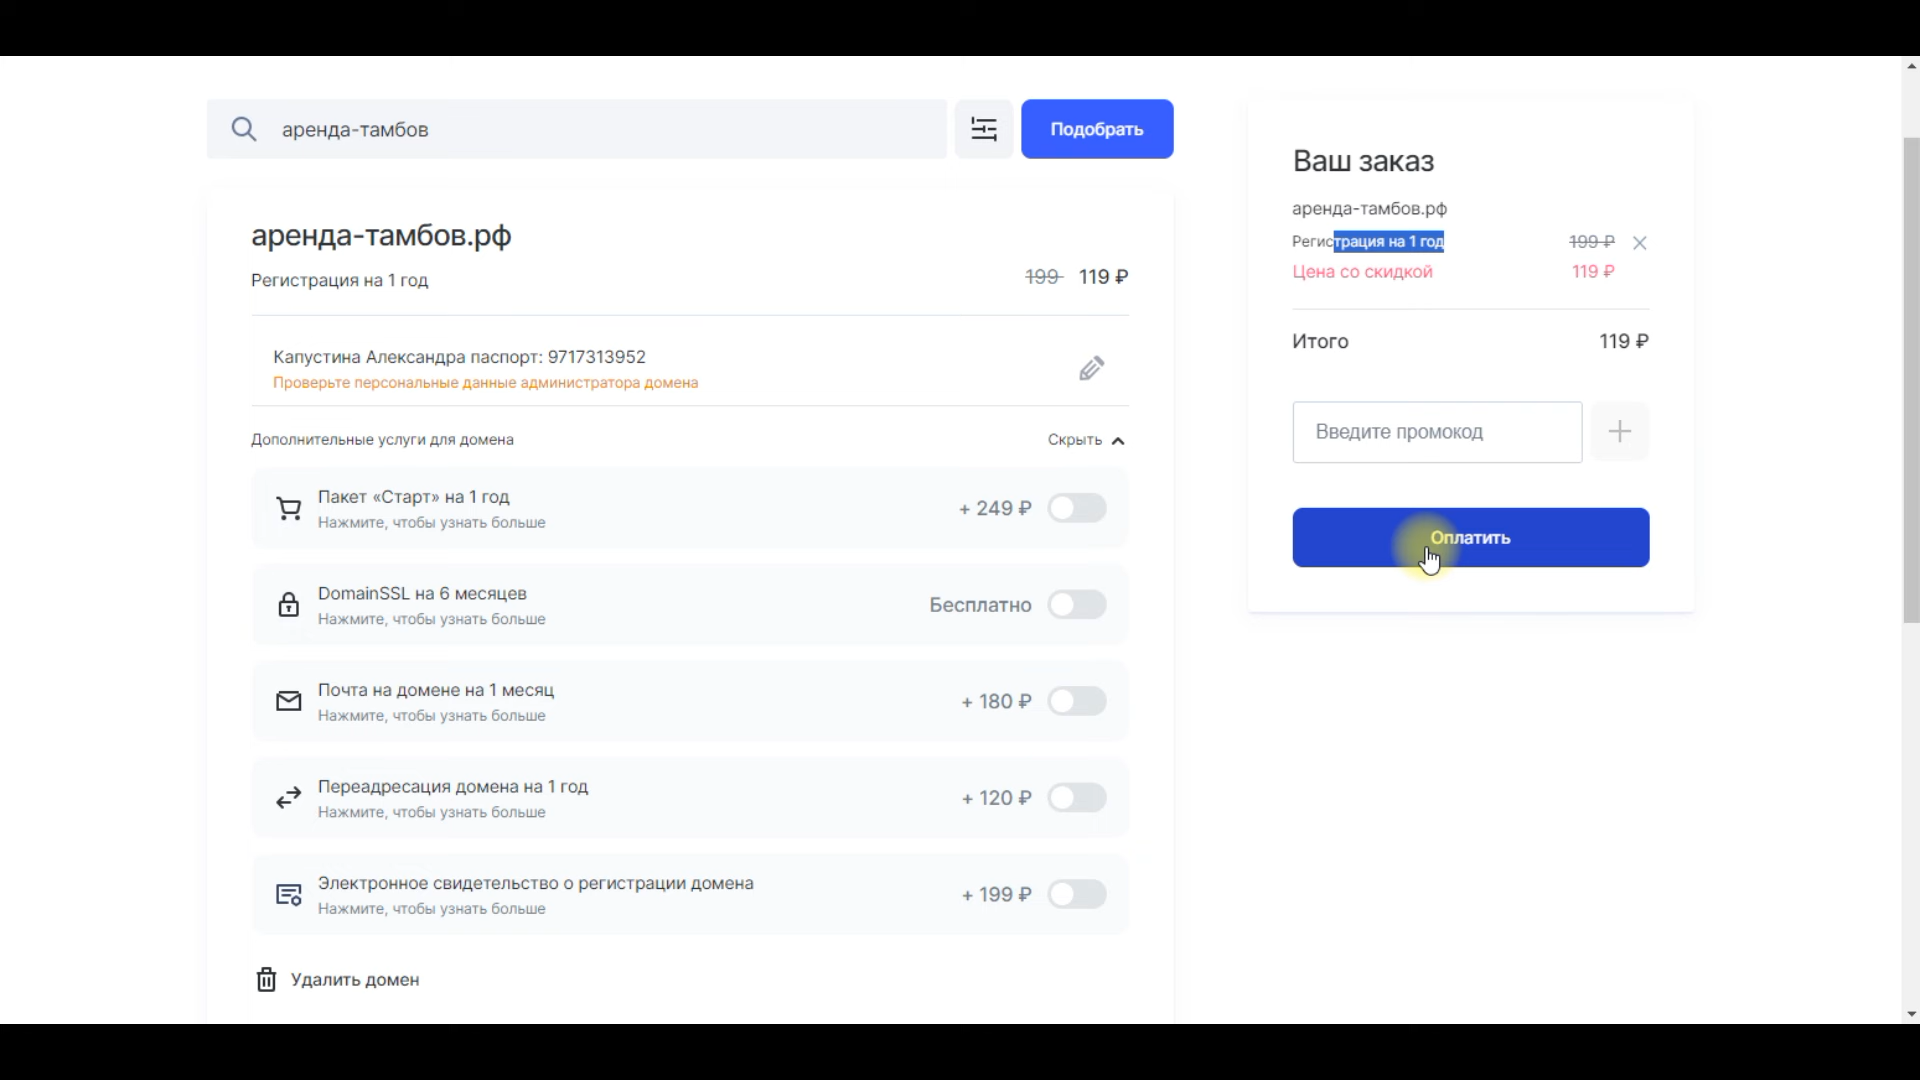 аренда-тамбов
Подобрать
аренда-тамбов.рф
Регистрация на 1 год
199 119 ₽
Капустина Александра паспорт: 9717313952
Проверьте персональные данные администратора домена
Дополнительные услуги для домена
Скрыть
Пакет «Старт» на 1 год
Нажмите, чтобы узнать больше
+ 249 ₽
DomainSSL на 6 месяцев
Нажмите, чтобы узнать больше
Бесплатно
Почта на домене на 1 месяц
Нажмите, чтобы узнать больше
+ 180 ₽
Переадресация домена на 1 год
Нажмите, чтобы узнать больше
+ 120 ₽
Электронное свидетельство о регистрации домена
Нажмите, чтобы узнать больше
+ 199 ₽
Удалить домен
Ваш заказ
аренда-тамбов.рф
Регистрация на 1 год 199 ₽
Цена со скидкой 119 ₽
Итого 119 ₽
Введите промокод
Оплатить